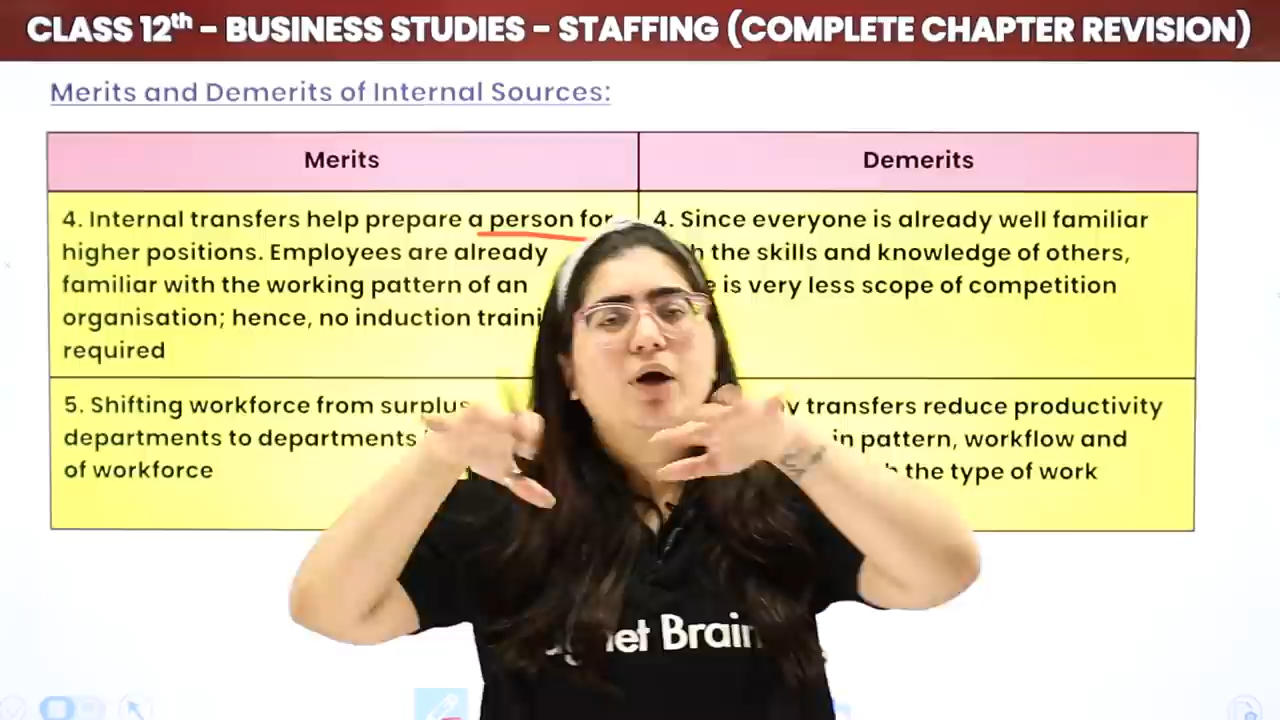 CLASS 12th - BUSINESS STUDIES - STAFFING (COMPLETE CHAPTER REVISION)
Merits and Demerits of Internal Sources:
Merits
Demerits
4. Internal transfers help prepare a person for
higher positions. Employees are already
familiar with the working pattern of an
organisation; hence, no induction
required
4. Since everyone is already well familiar
the skills and knowledge of others,
is very less scope of competition
5. Shifting workforce from surplus
departments to departments
of workforce
transfers reduce productivity
in pattern, workflow and
the type of work
Brain